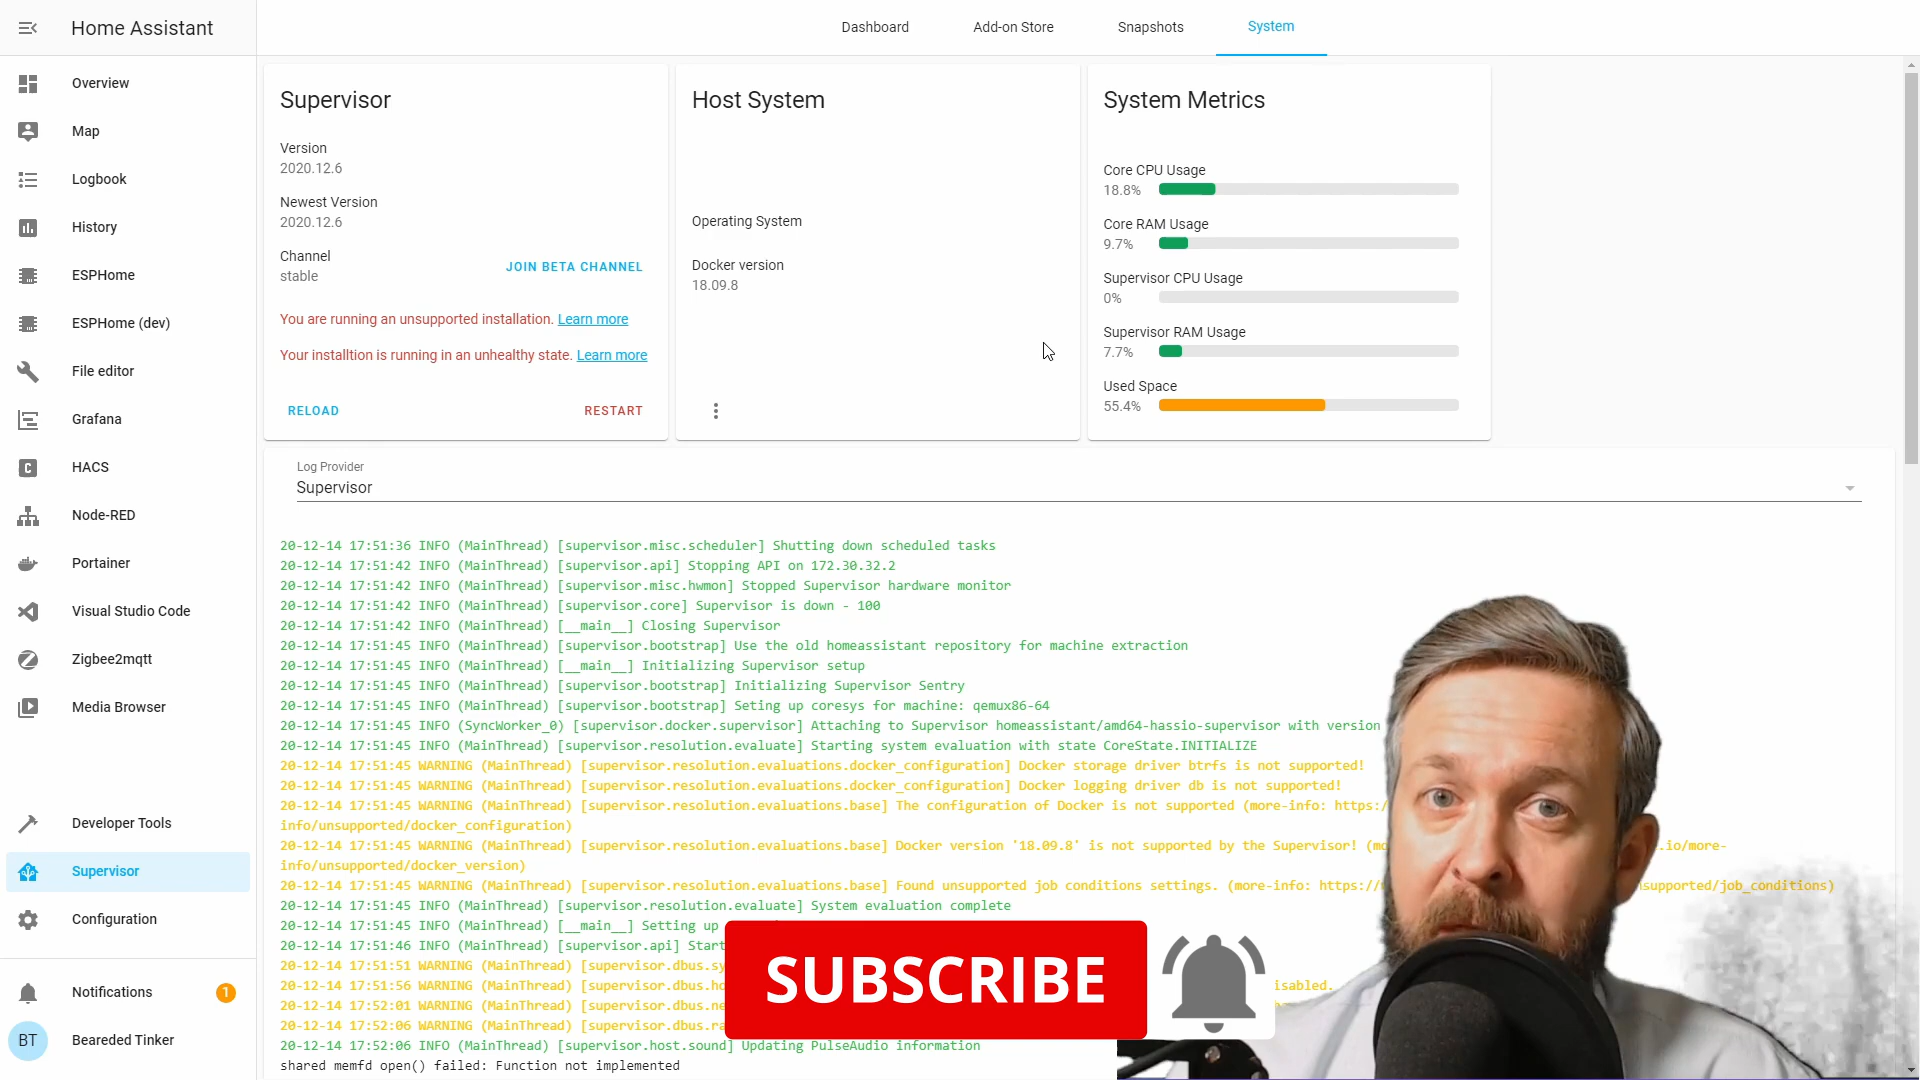 Home Assistant
Dashboard
Add-on Store
Snapshots
System
Overview
Map
Logbook
History
ESPHome
ESPHome (dev)
File editor
Grafana
HACS
Node-RED
Portainer
Visual Studio Code
Zigbee2mqtt
Media Browser
Developer Tools
Supervisor
Configuration
Notifications
1
BT
Beareded Tinker
Supervisor
Version
2020.12.6
Newest Version
2020.12.6
Channel
stable
JOIN BETA CHANNEL
You are running an unsupported installation. Learn more
Your installtion is running in an unhealthy state. Learn more
RELOAD
RESTART
Host System
Operating System
Docker version
18.09.8
System Metrics
Core CPU Usage
18.8%
Core RAM Usage
9.7%
Supervisor CPU Usage
0%
Supervisor RAM Usage
7.7%
Used Space
55.4%
Log Provider
Supervisor
20-12-14 17:51:36 INFO (MainThread) [supervisor.misc.scheduler] Shutting down scheduled tasks
20-12-14 17:51:42 INFO (MainThread) [supervisor.api] Stopping API on 172.30.32.2
20-12-14 17:51:42 INFO (MainThread) [supervisor.misc.hwmon] Stopped Supervisor hardware monitor
20-12-14 17:51:42 INFO (MainThread) [supervisor.core] Supervisor is down - 100
20-12-14 17:51:42 INFO (MainThread) [__main__] Closing Supervisor
20-12-14 17:51:45 INFO (MainThread) [supervisor.bootstrap] Use the old homeassistant repository for machine extraction
20-12-14 17:51:45 INFO (MainThread) [__main__] Initializing Supervisor setup
20-12-14 17:51:45 INFO (MainThread) [supervisor.bootstrap] Initializing Supervisor Sentry
20-12-14 17:51:45 INFO (MainThread) [supervisor.bootstrap] Seting up coresys for machine: qemux86-64
20-12-14 17:51:45 INFO (SyncWorker_0) [supervisor.docker.supervisor] Attaching to Supervisor homeassistant/amd64-hassio-supervisor with version
20-12-14 17:51:45 INFO (MainThread) [supervisor.resolution.evaluate] Starting system evaluation with state CoreState.INITIALIZE
20-12-14 17:51:45 WARNING (MainThread) [supervisor.resolution.evaluations.docker_configuration] Docker storage driver btrfs is not supported!
20-12-14 17:51:45 WARNING (MainThread) [supervisor.resolution.evaluations.docker_configuration] Docker logging driver db is not supported!
20-12-14 17:51:45 WARNING (MainThread) [supervisor.resolution.evaluations.base] The configuration of Docker is not supported (more-info: https:/
info/unsupported/docker_configuration)
20-12-14 17:51:45 WARNING (MainThread) [supervisor.resolution.evaluations.base] Docker version '18.09.8' is not supported by the Supervisor! (mo .io/more-
info/unsupported/docker_version)
20-12-14 17:51:45 WARNING (MainThread) [supervisor.resolution.evaluations.base] Found unsupported job conditions settings. (more-info: https:// supported/job_conditions)
20-12-14 17:51:45 INFO (MainThread) [supervisor.resolution.evaluate] System evaluation complete
20-12-14 17:51:45 INFO (MainThread) [__main__] Setting up
20-12-14 17:51:46 INFO (MainThread) [supervisor.api] Start
20-12-14 17:51:51 WARNING (MainThread) [supervisor.dbus.sy
20-12-14 17:51:56 WARNING (MainThread) [supervisor.dbus.ho isabled.
20-12-14 17:52:01 WARNING (MainThread) [supervisor.dbus.ne
20-12-14 17:52:06 WARNING (MainThread) [supervisor.dbus.ra
20-12-14 17:52:06 INFO (MainThread) [supervisor.host.sound] Updating PulseAudio information
shared memfd open() failed: Function not implemented
SUBSCRIBE